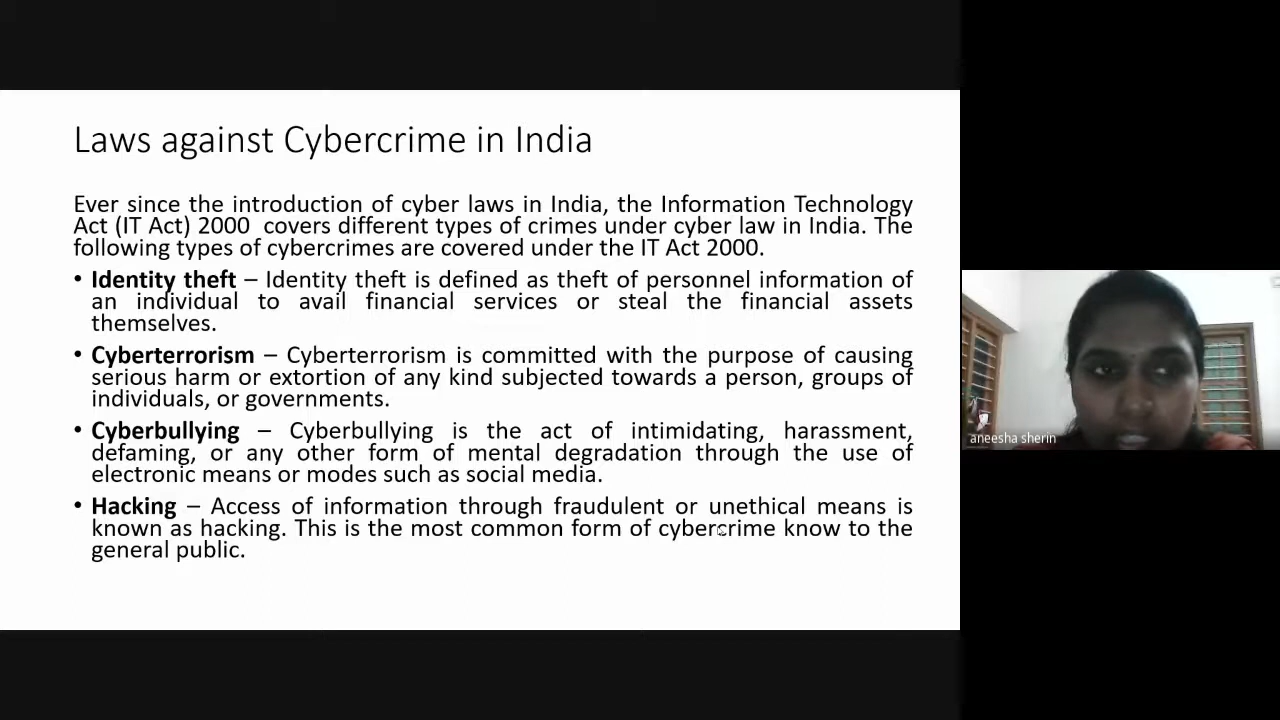 Laws against Cybercrime in India
Ever since the introduction of cyber laws in India, the Information Technology
Act (IT Act) 2000 covers different types of crimes under cyber law in India. The
following types of cybercrimes are covered under the IT Act 2000.
• Identity theft – Identity theft is defined as theft of personnel information of
an individual to avail financial services or steal the financial assets
themselves.
• Cyberterrorism – Cyberterrorism is committed with the purpose of causing
serious harm or extortion of any kind subjected towards a person, groups of
individuals, or governments.
• Cyberbullying – Cyberbullying is the act of intimidating, harassment,
defaming, or any other form of mental degradation through the use of
electronic means or modes such as social media.
• Hacking – Access of information through fraudulent or unethical means is
known as hacking. This is the most common form of cybercrime know to the
general public.
aneesha sherin